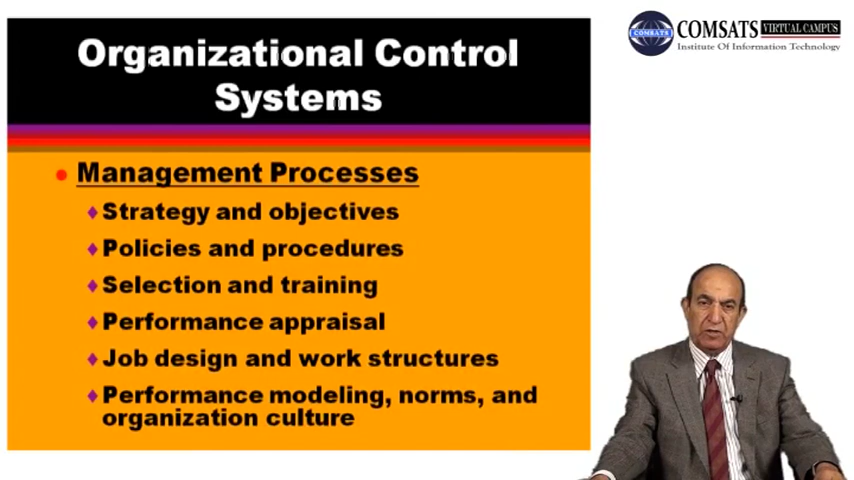 Organizational Control
Systems
Management Processes
Strategy and objectives
Policies and procedures
Selection and training
Performance appraisal
Job design and work structures
Performance modeling, norms, and
organization culture
COMSATS
COMSATS VIRTUAL CAMPUS
Institute Of Information Technology